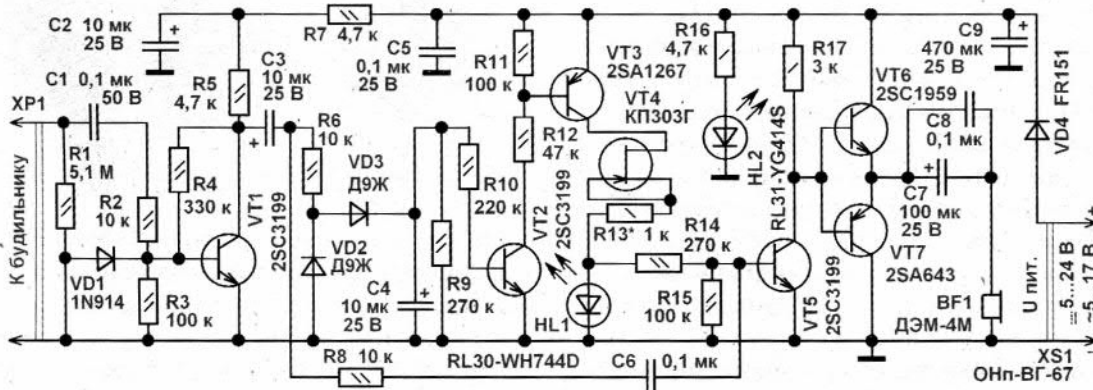 C2 10 мк
25 В
C1 0,1 мк
50 В
XP1
К будильнику
R1
5,1 М
R2
10 к
VD1
1N914
R3
100 к
R4
330 к
R5
4,7 к
VT1
2SC3199
C3
10 мк
25 В
R7 4,7 к
R6
10 к
VD3
Д9Ж
VD2
Д9Ж
C5
0,1 мк
25 В
C4
10 мк
25 В
R8 10 к
R9
270 к
R10
220 к
R11
100 к
R12
47 к
VT2
2SC3199
VT3
2SA1267
VT4
КП303Г
R13* 1 к
HL1
RL30-WH744D
R14
270 к
R15
100 к
C6 0,1 мк
R16
4,7 к
HL2
RL31-YG414S
R17
3 к
VT5
2SC3199
VT6
2SC1959
VT7
2SA643
C9
470 мк
25 В
C8
0,1 мк
C7
100 мк
25 В
BF1
ДЭМ-4М
VD4 FR151
U пит.
= 5...24 В
~5...17 В
+
-
XS1
ОНп-ВГ-67